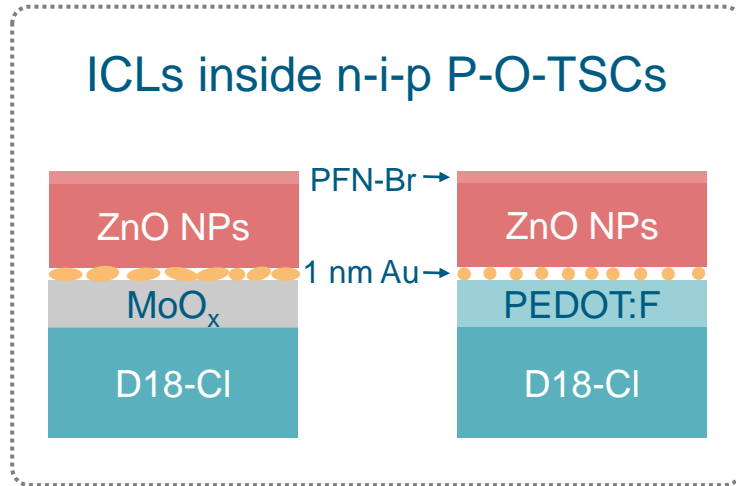 ICLs inside n-i-p P-O-TSCs
PFN-Br
ZnO NPs
ZnO NPs
1 nm Au
MoOₓ
PEDOT:F
D18-Cl
D18-Cl